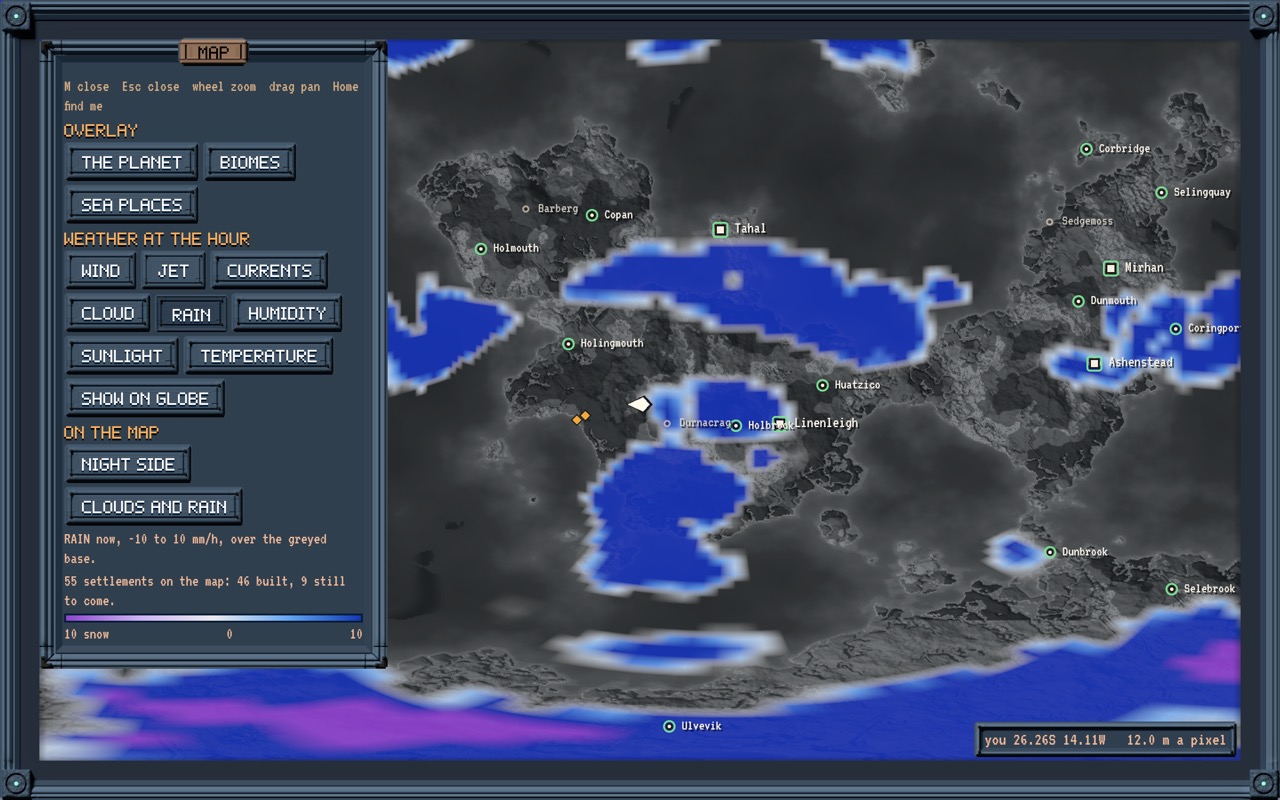 MAP
M close  Esc close  wheel zoom  drag pan  Home
find me
OVERLAY
THE PLANET
BIOMES
SEA PLACES
WEATHER AT THE HOUR
WIND
JET
CURRENTS
CLOUD
RAIN
HUMIDITY
SUNLIGHT
TEMPERATURE
SHOW ON GLOBE
ON THE MAP
NIGHT SIDE
CLOUDS AND RAIN
RAIN now, -10 to 10 mm/h, over the greyed
base.
55 settlements on the map: 46 built, 9 still
to come.
10 snow
0
10
Corbridge
Selingquay
Barberg
Copan
Sedgemoss
Tahal
Holmouth
Mirhan
Dunmouth
Coringpor
Holingmouth
Ashenstead
Huatzico
Durnacrag
Linenleigh
Dunbrook
Selebrook
Ulvevik
you 26.26S 14.11W   12.0 m a pixel